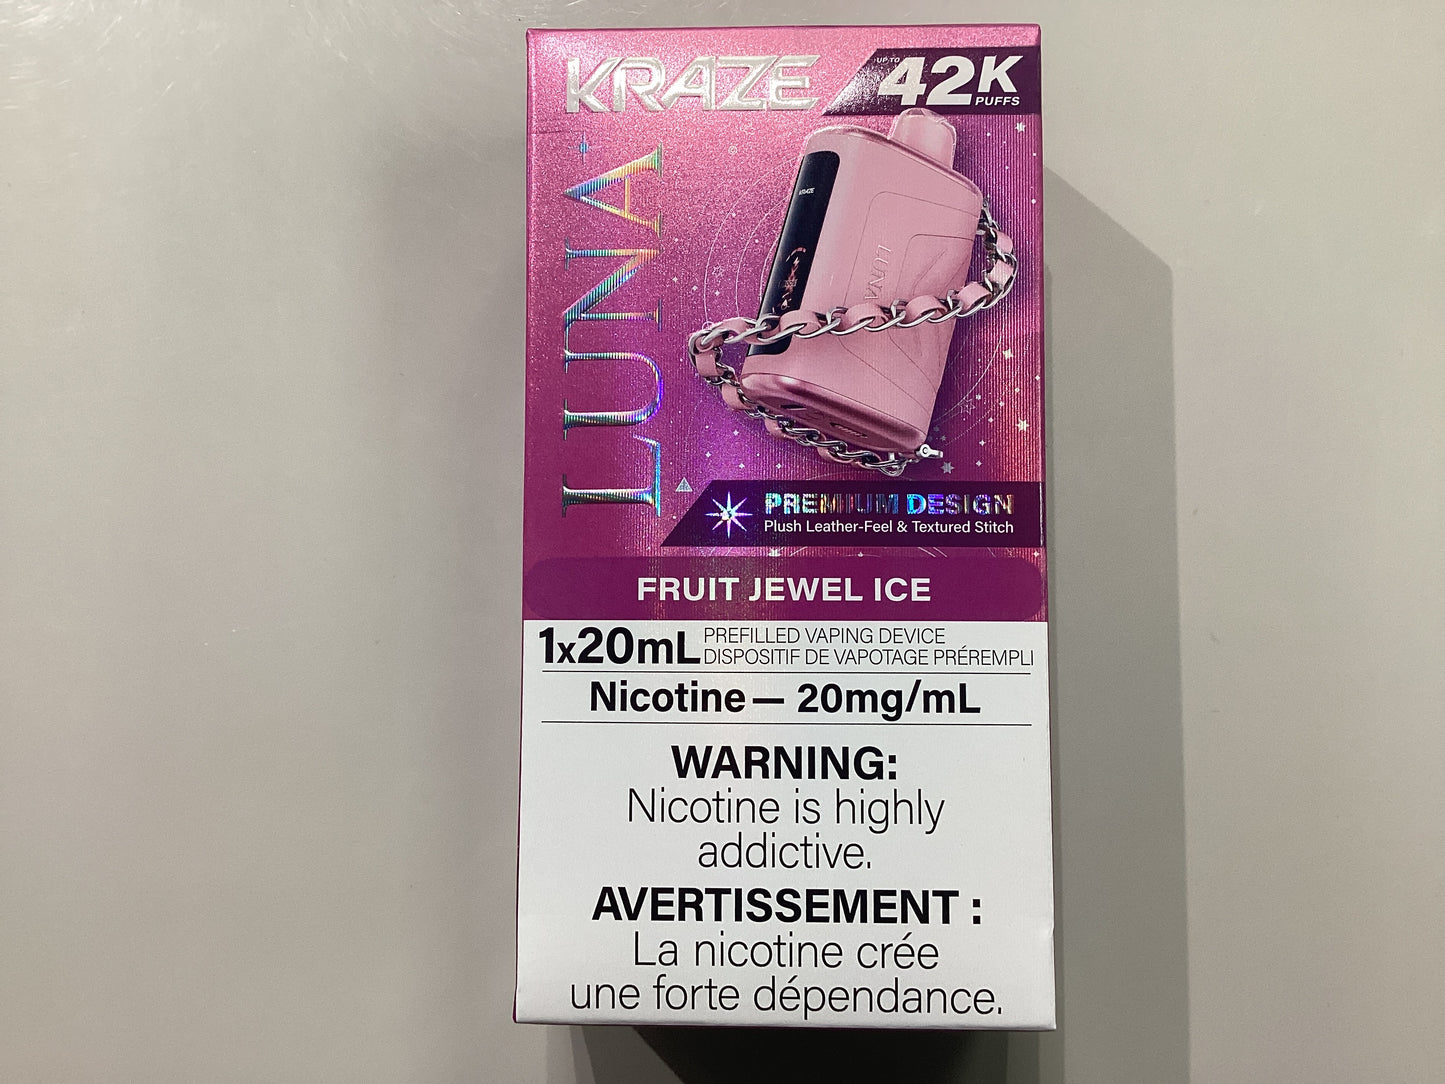 KRAZE
UP TO
42K
PUFFS
LUNA
KRAZE
LUNA
PREMIUM DESIGN
Plush Leather-Feel & Textured Stitch
FRUIT JEWEL ICE
1x20mL
PREFILLED VAPING DEVICE
DISPOSITIF DE VAPOTAGE PRÉREMPLI
Nicotine — 20mg/mL
WARNING:
Nicotine is highly
addictive.
AVERTISSEMENT :
La nicotine crée
une forte dépendance.